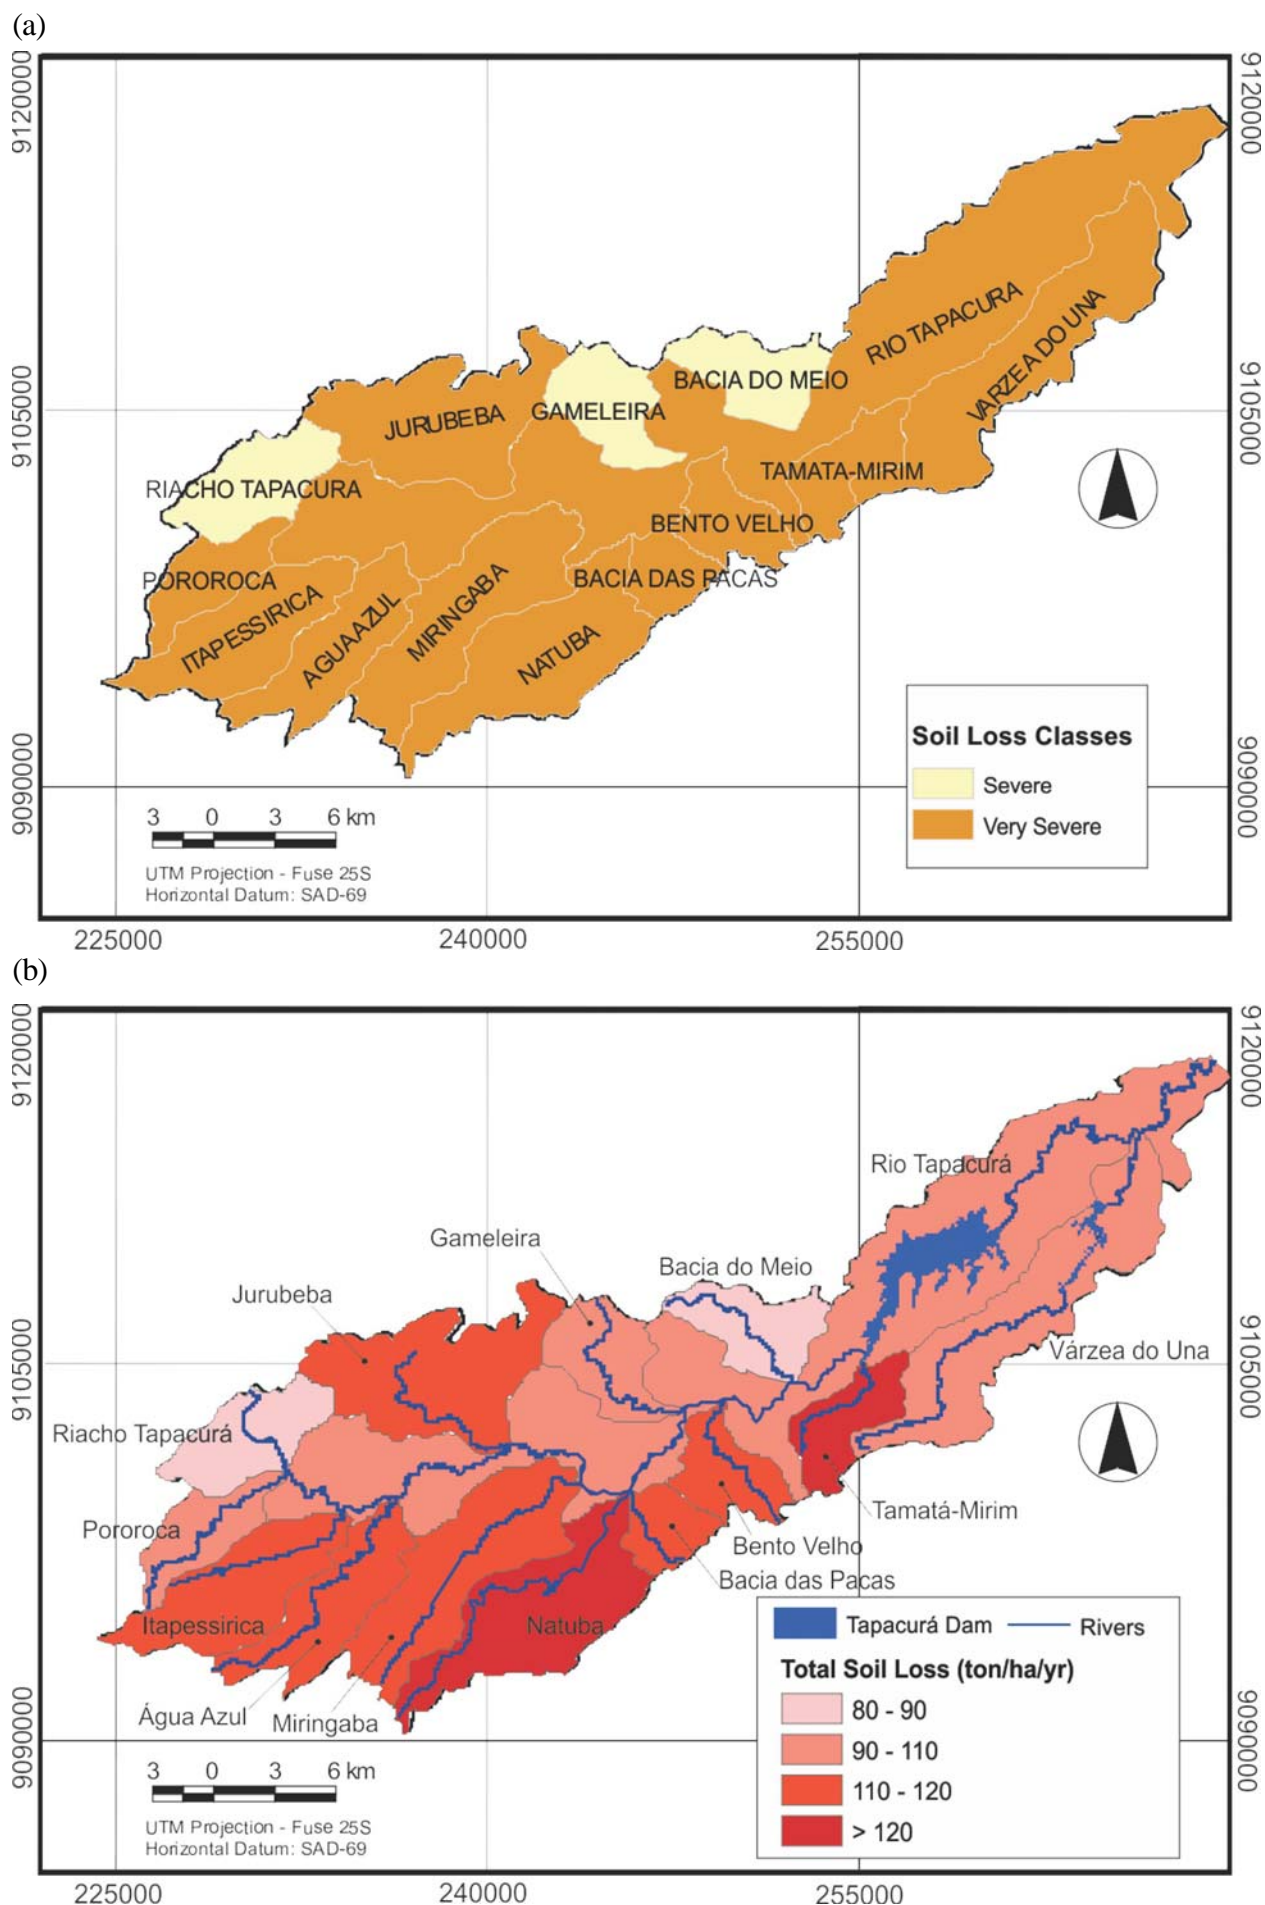 (a)
9120000
9120000
RIO TAPACURA
VARZEA DO UNA
BACIA DO MEIO
JURUBEBA
GAMELEIRA
9105000
9105000
TAMATA-MIRIM
RIACHO TAPACURA
BENTO VELHO
POROROCA
BACIA DAS PACAS
ITAPESSIRICA
AGUA AZUL
MIRINGABA
NATUBA
Soil Loss Classes
Severe
Very Severe
9090000
9090000
3 0 3 6 km
UTM Projection - Fuse 25S
Horizontal Datum: SAD-69
225000 240000 255000
(b)
9120000
9120000
Rio Tapacurá
Gameleira
Bacia do Meio
Jurubeba
9105000
9105000
Várzea do Una
Riacho Tapacurá
Tamatá-Mirim
Pororoca
Bento Velho
Bacia das Pacas
Itapessirica
Natuba
Água Azul
Miringaba
Tapacurá Dam Rivers
Total Soil Loss (ton/ha/yr)
80 - 90
90 - 110
110 - 120
> 120
9090000
9090000
3 0 3 6 km
UTM Projection - Fuse 25S
Horizontal Datum: SAD-69
225000 240000 255000